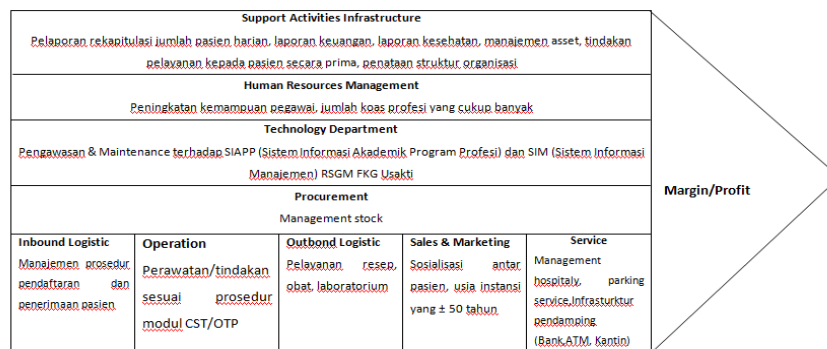 Support Activities Infrastructure
Pelaporan rekapitulasi jumlah pasien harian, laporan keuangan, laporan kesehatan, manajemen asset, tindakan
pelayanan kepada pasien secara prima, penataan struktur organisasi
Human Resources Management
Peningkatan kemampuan pegawai, jumlah koas profesi yang cukup banyak
Technology Department
Pengawasan & Maintenance terhadap SIAPP (Sistem Informasi Akademik Program Profesi) dan SIM (Sistem Informasi
Manajemen) RSGM FKG Usakti
Procurement
Management stock
Margin/Profit
Inbound Logistic
Manajemen prosedur
pendaftaran dan
penerimaan pasien
Operation
Perawatan/tindakan
sesuai prosedur
modul CST/OTP
Outbond Logistic
Pelayanan resep,
obat, laboratorium
Sales & Marketing
Sosialisasi antar
pasien, usia instansi
yang ± 50 tahun
Service
Management
hospitaly, parking
service,Infrasturktur
pendamping
(Bank,ATM, Kantin)